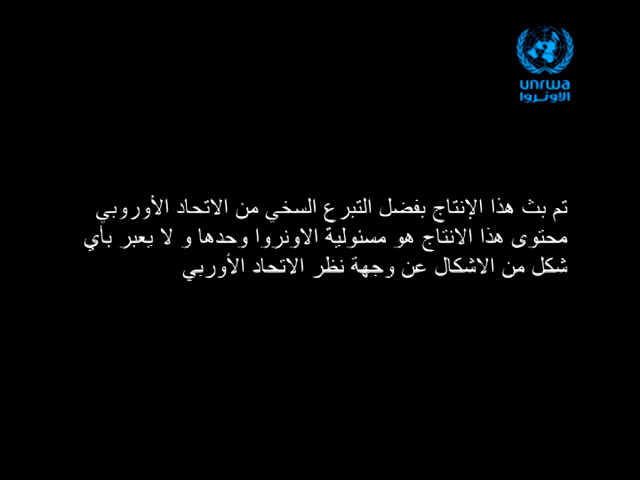 unrwa
الاونروا
تم بث هذا الإنتاج بفضل التبرع السخي من الاتحاد الأوروبي
محتوى هذا الانتاج هو مسئولية الاونروا وحدها و لا يعبر بأي
شكل من الاشكال عن وجهة نظر الاتحاد الأوربي